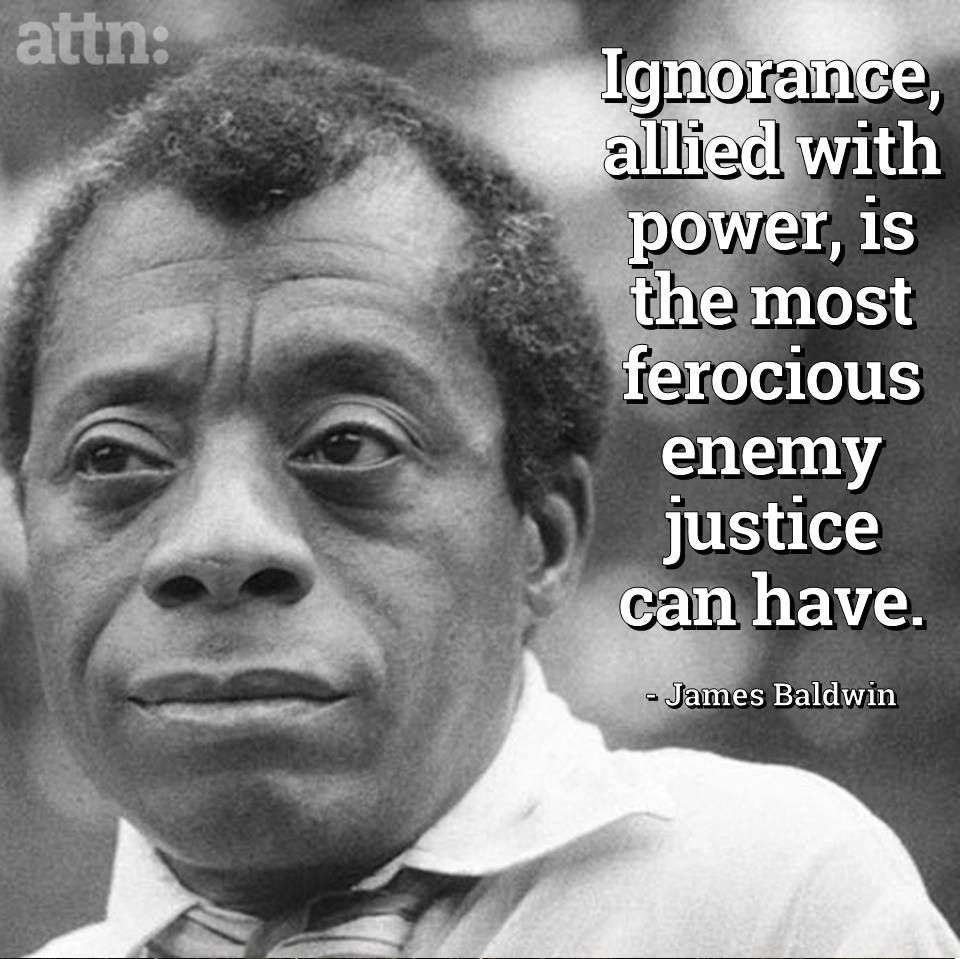 attn:
Ignorance,
allied with
power, is
the most
ferocious
enemy
justice
can have.
- James Baldwin